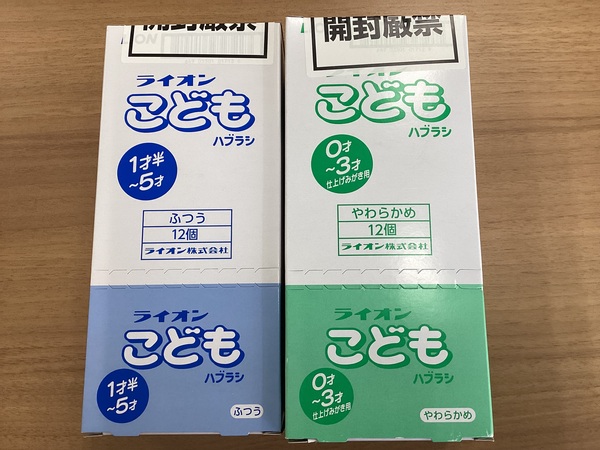 開封厳禁
ライオン
こども
ハブラシ
1才半
~5才
ふつう
12個
ライオン株式会社
ライオン
こども
ハブラシ
1才半
~5才
ふつう
開封厳禁
ライオン
こども
ハブラシ
0才
~3才
仕上げみがき用
やわらかめ
12個
ライオン株式会社
ライオン
こども
ハブラシ
0才
~3才
仕上げみがき用
やわらかめ